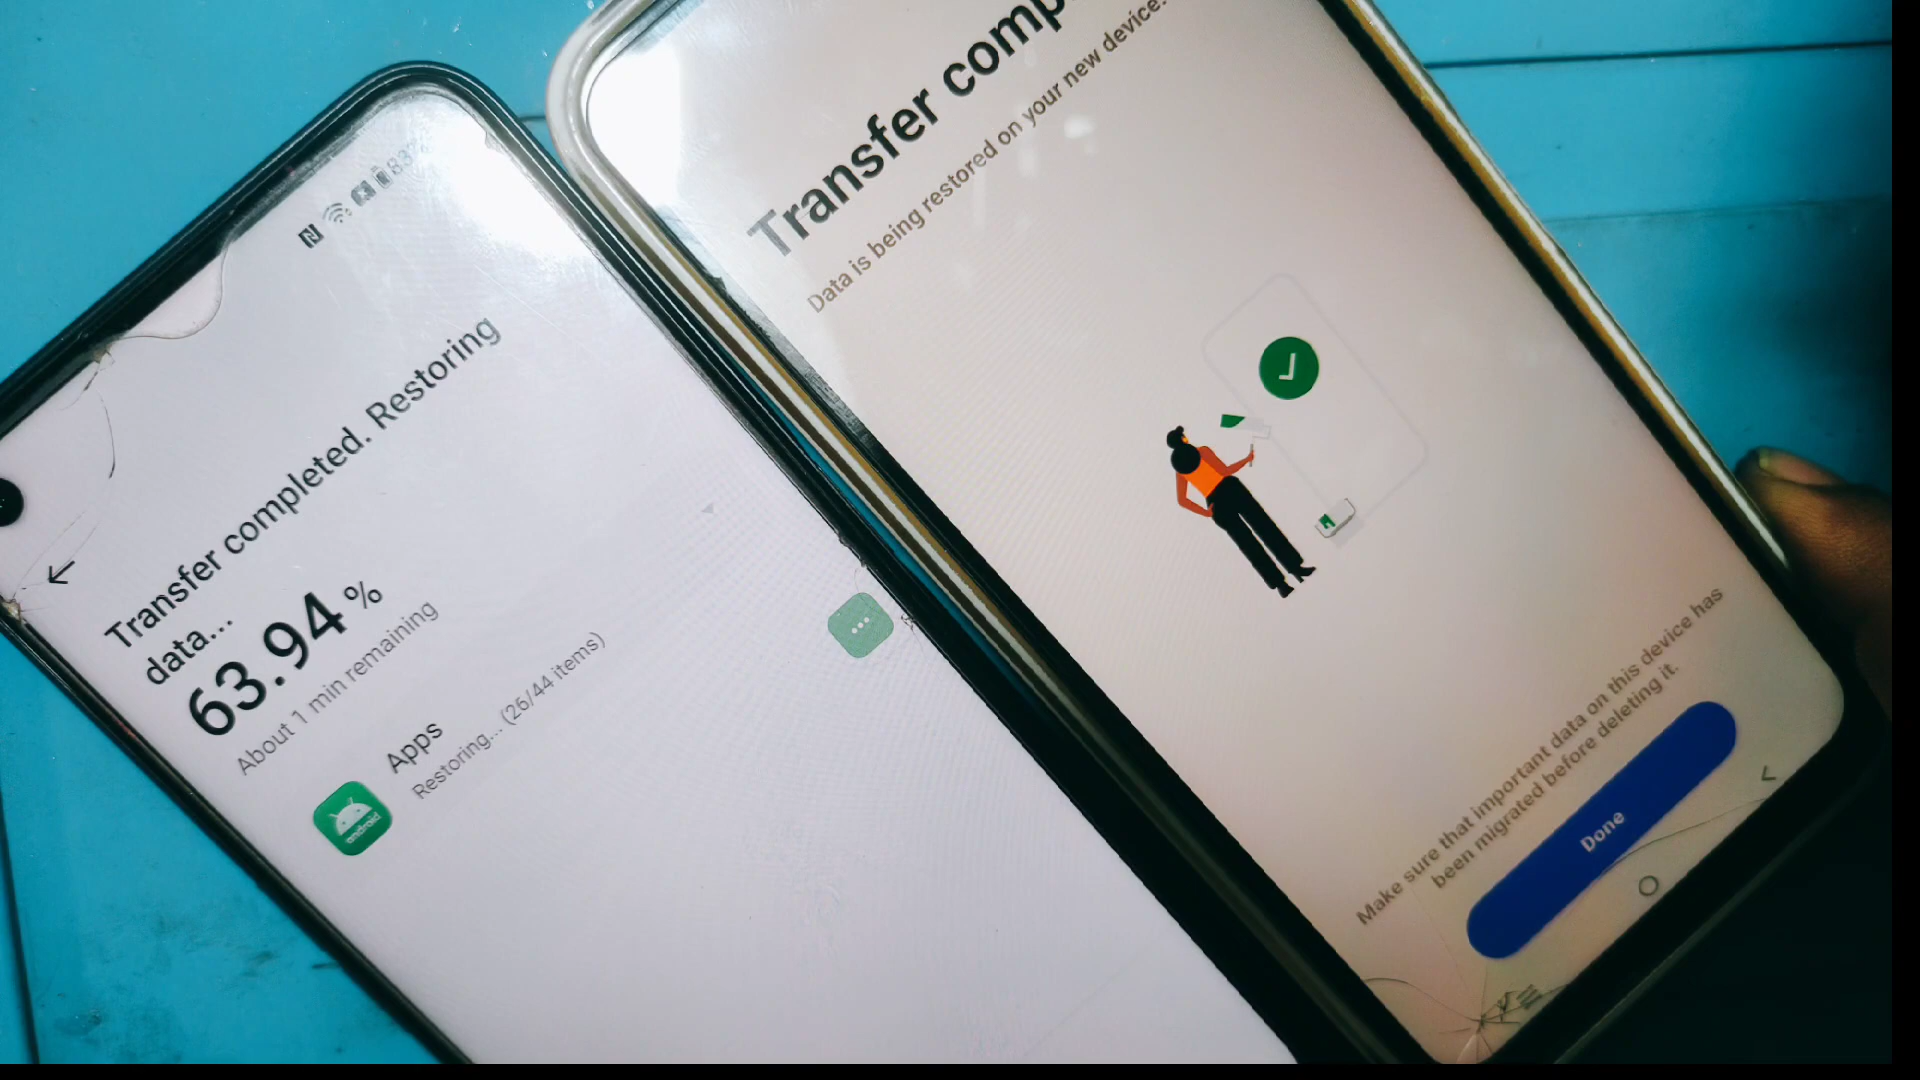 83
Transfer completed. Restoring
data...
63.94 %
About 1 min remaining
Apps
Restoring... (26/44 items)
android
Transfer
Data is being restored on your new device.
Make sure that important data on this device has
been migrated before deleting it.
Done